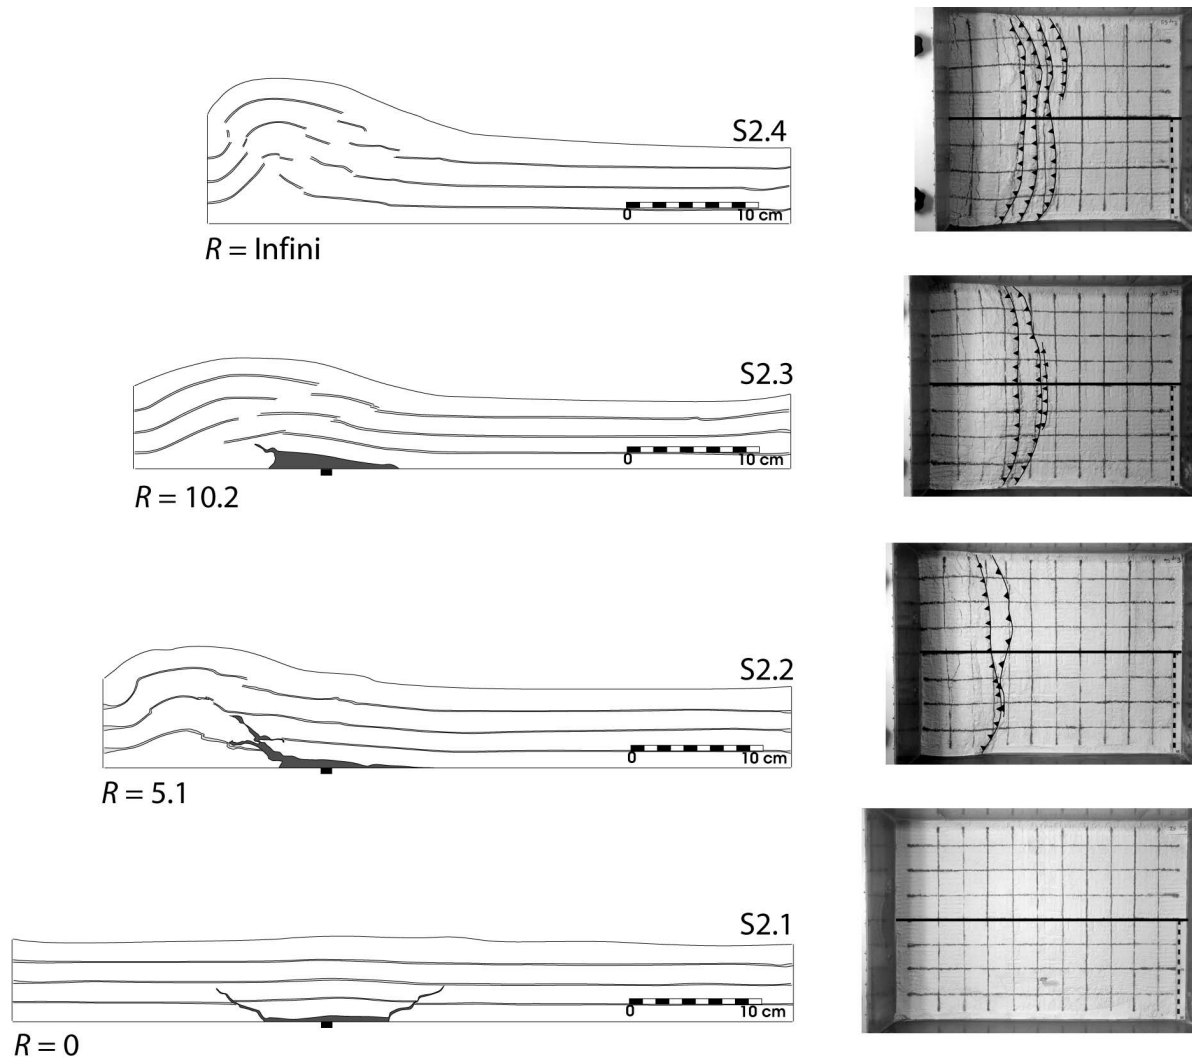 S2.4
0 10 cm
R = Infini
S2.3
0 10 cm
R = 10.2
S2.2
0 10 cm
R = 5.1
S2.1
0 10 cm
R = 0